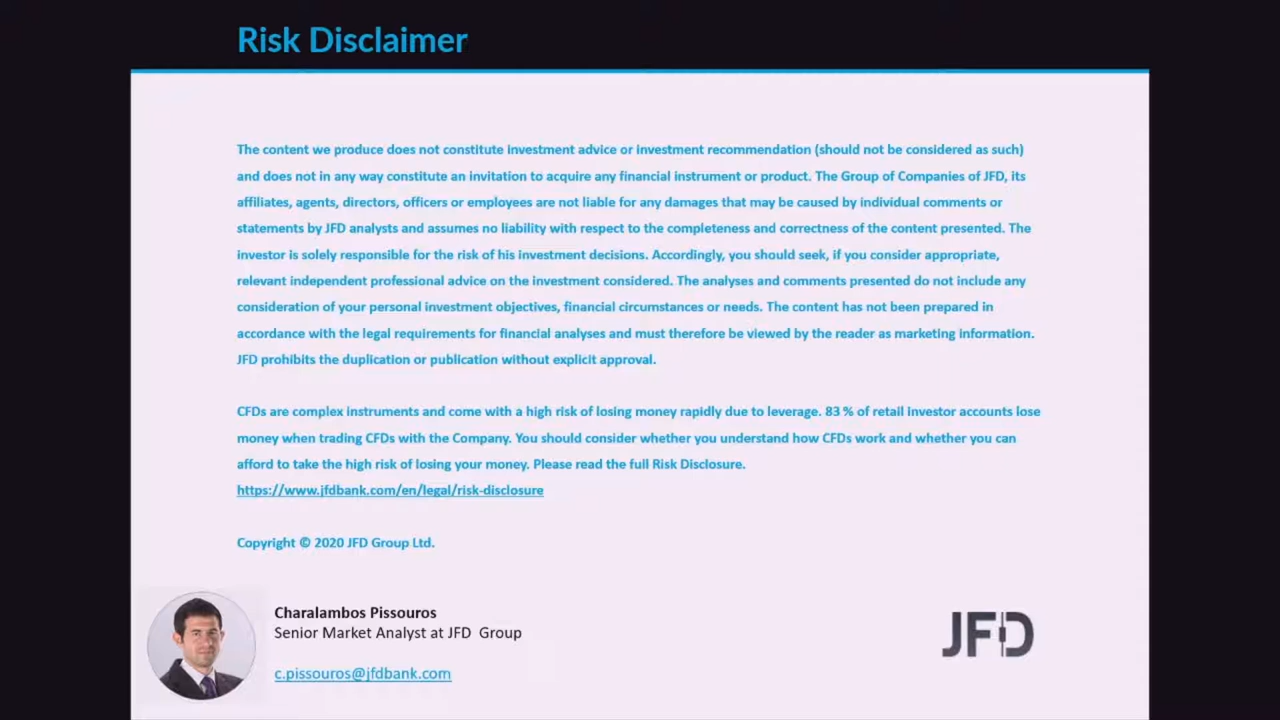 Risk Disclaimer
The content we produce does not constitute investment advice or investment recommendation (should not be considered as such)
and does not in any way constitute an invitation to acquire any financial instrument or product. The Group of Companies of JFD, its
affiliates, agents, directors, officers or employees are not liable for any damages that may be caused by individual comments or
statements by JFD analysts and assumes no liability with respect to the completeness and correctness of the content presented. The
investor is solely responsible for the risk of his investment decisions. Accordingly, you should seek, if you consider appropriate,
relevant independent professional advice on the investment considered. The analyses and comments presented do not include any
consideration of your personal investment objectives, financial circumstances or needs. The content has not been prepared in
accordance with the legal requirements for financial analyses and must therefore be viewed by the reader as marketing information.
JFD prohibits the duplication or publication without explicit approval.
CFDs are complex instruments and come with a high risk of losing money rapidly due to leverage. 83 % of retail investor accounts lose
money when trading CFDs with the Company. You should consider whether you understand how CFDs work and whether you can
afford to take the high risk of losing your money. Please read the full Risk Disclosure.
https://www.jfdbank.com/en/legal/risk-disclosure
Copyright © 2020 JFD Group Ltd.
Charalambos Pissouros
Senior Market Analyst at JFD Group
c.pissouros@jfdbank.com
JFD